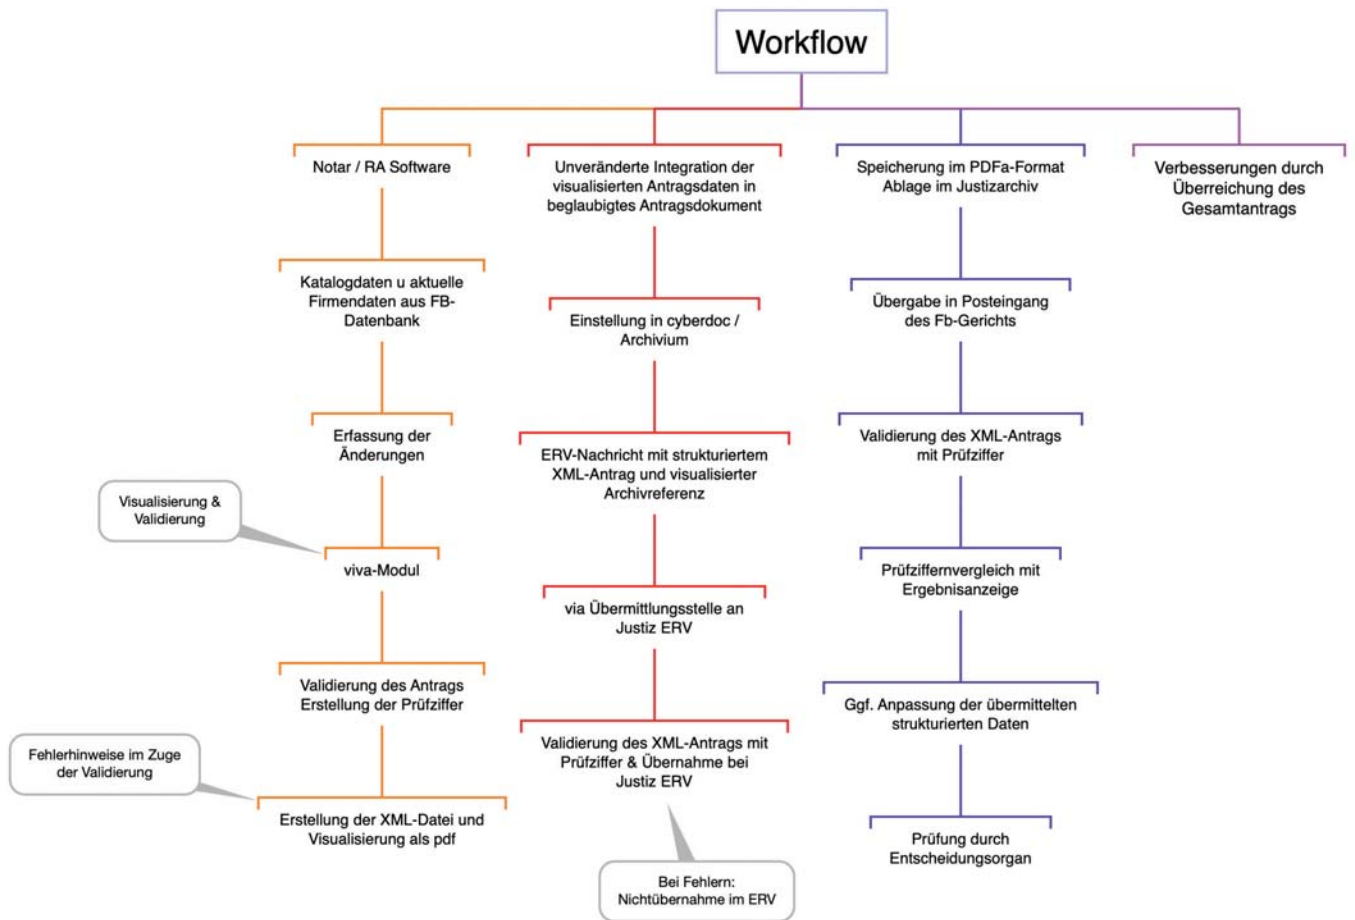 Workflow
Notar / RA Software
Katalogdaten u aktuelle
Firmendaten aus FB-
Datenbank
Erfassung der
Änderungen
Visualisierung &
Validierung
viva-Modul
Validierung des Antrags
Erstellung der Prüfziffer
Fehlerhinweise im Zuge
der Validierung
Erstellung der XML-Datei und
Visualisierung als pdf
Unveränderte Integration der
visualisierten Antragsdaten in
beglaubigtes Antragsdokument
Einstellung in cyberdoc /
Archivium
ERV-Nachricht mit strukturiertem
XML-Antrag und visualisierter
Archivreferenz
via Übermittlungsstelle an
Justiz ERV
Validierung des XML-Antrags mit
Prüfziffer & Übernahme bei
Justiz ERV
Bei Fehlern:
Nichtübernahme im ERV
Speicherung im PDFa-Format
Ablage im Justizarchiv
Übergabe in Posteingang
des Fb-Gerichts
Validierung des XML-Antrags
mit Prüfziffer
Prüfziffernvergleich mit
Ergebnisanzeige
Ggf. Anpassung der übermittelten
strukturierten Daten
Prüfung durch
Entscheidungsorgan
Verbesserungen durch
Überreichung des
Gesamtantrags